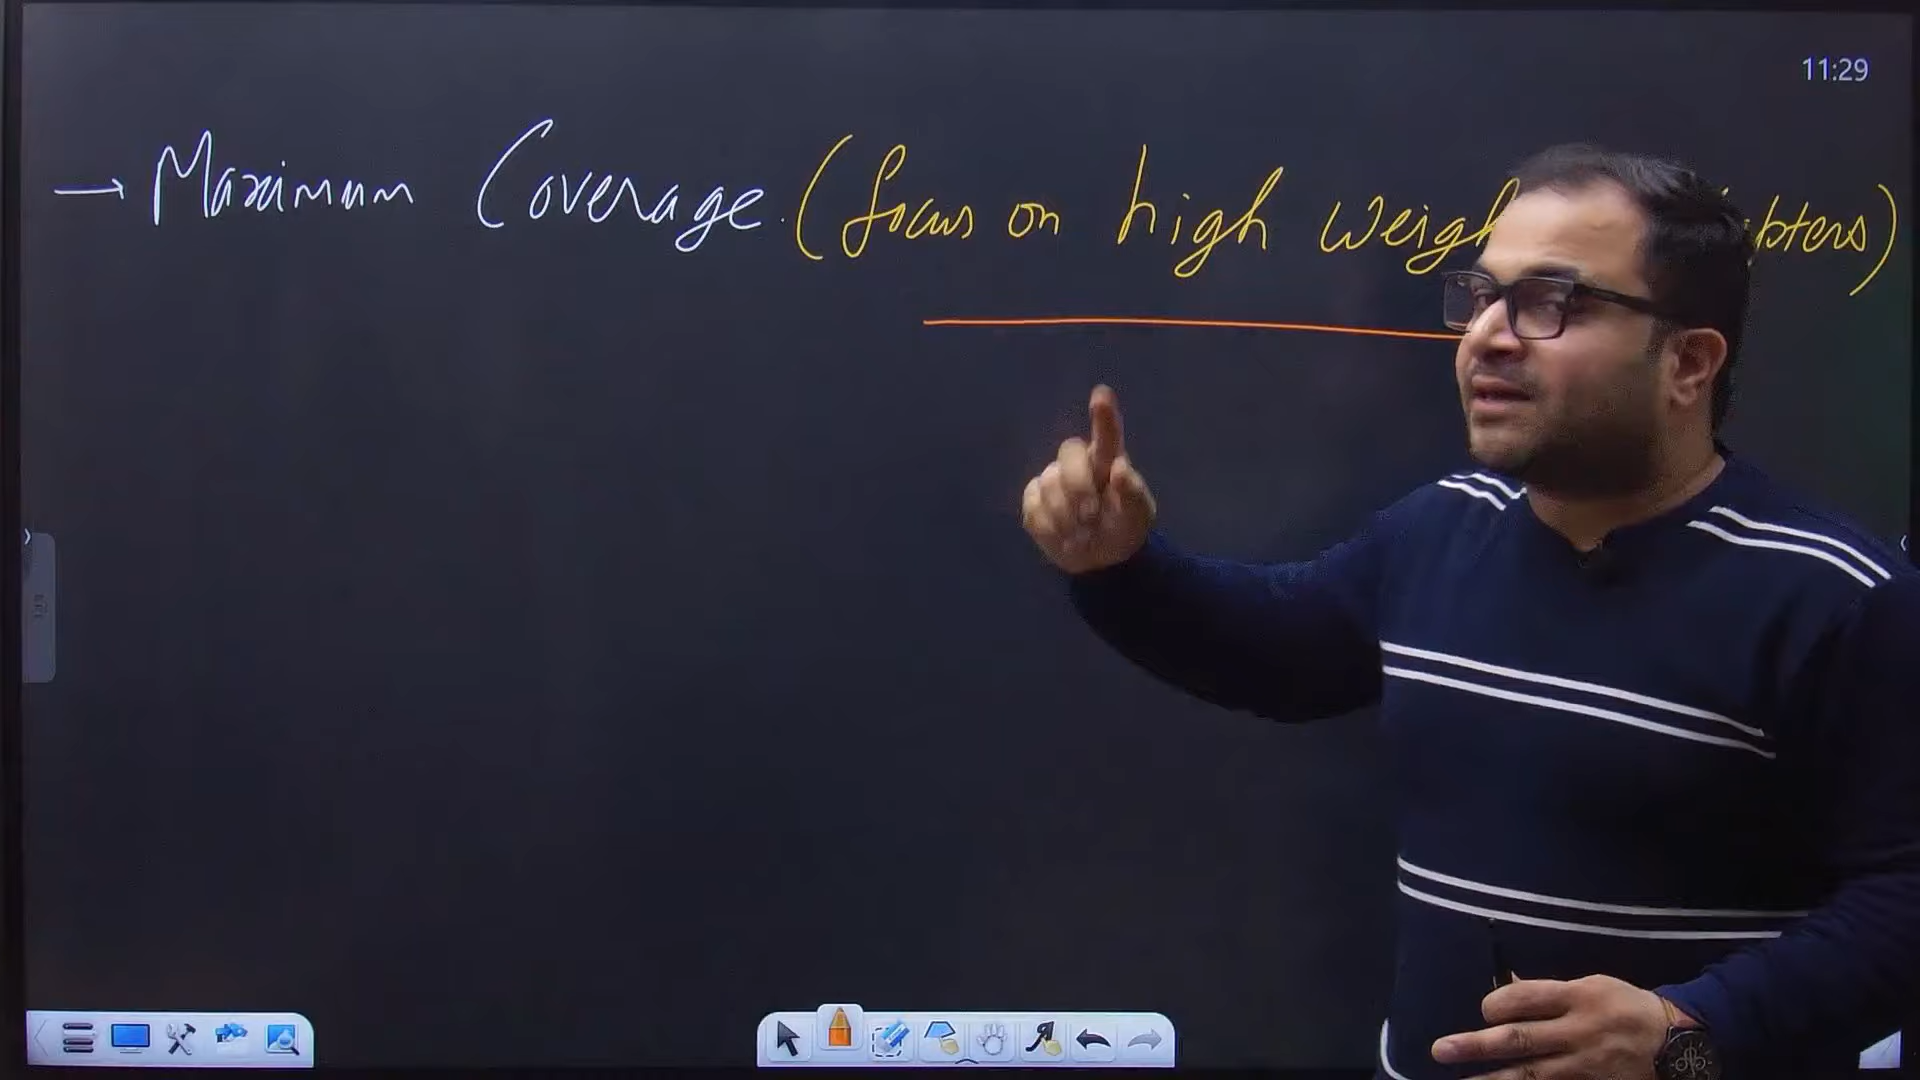 11:29
→ Maximum Coverage. (focus on high